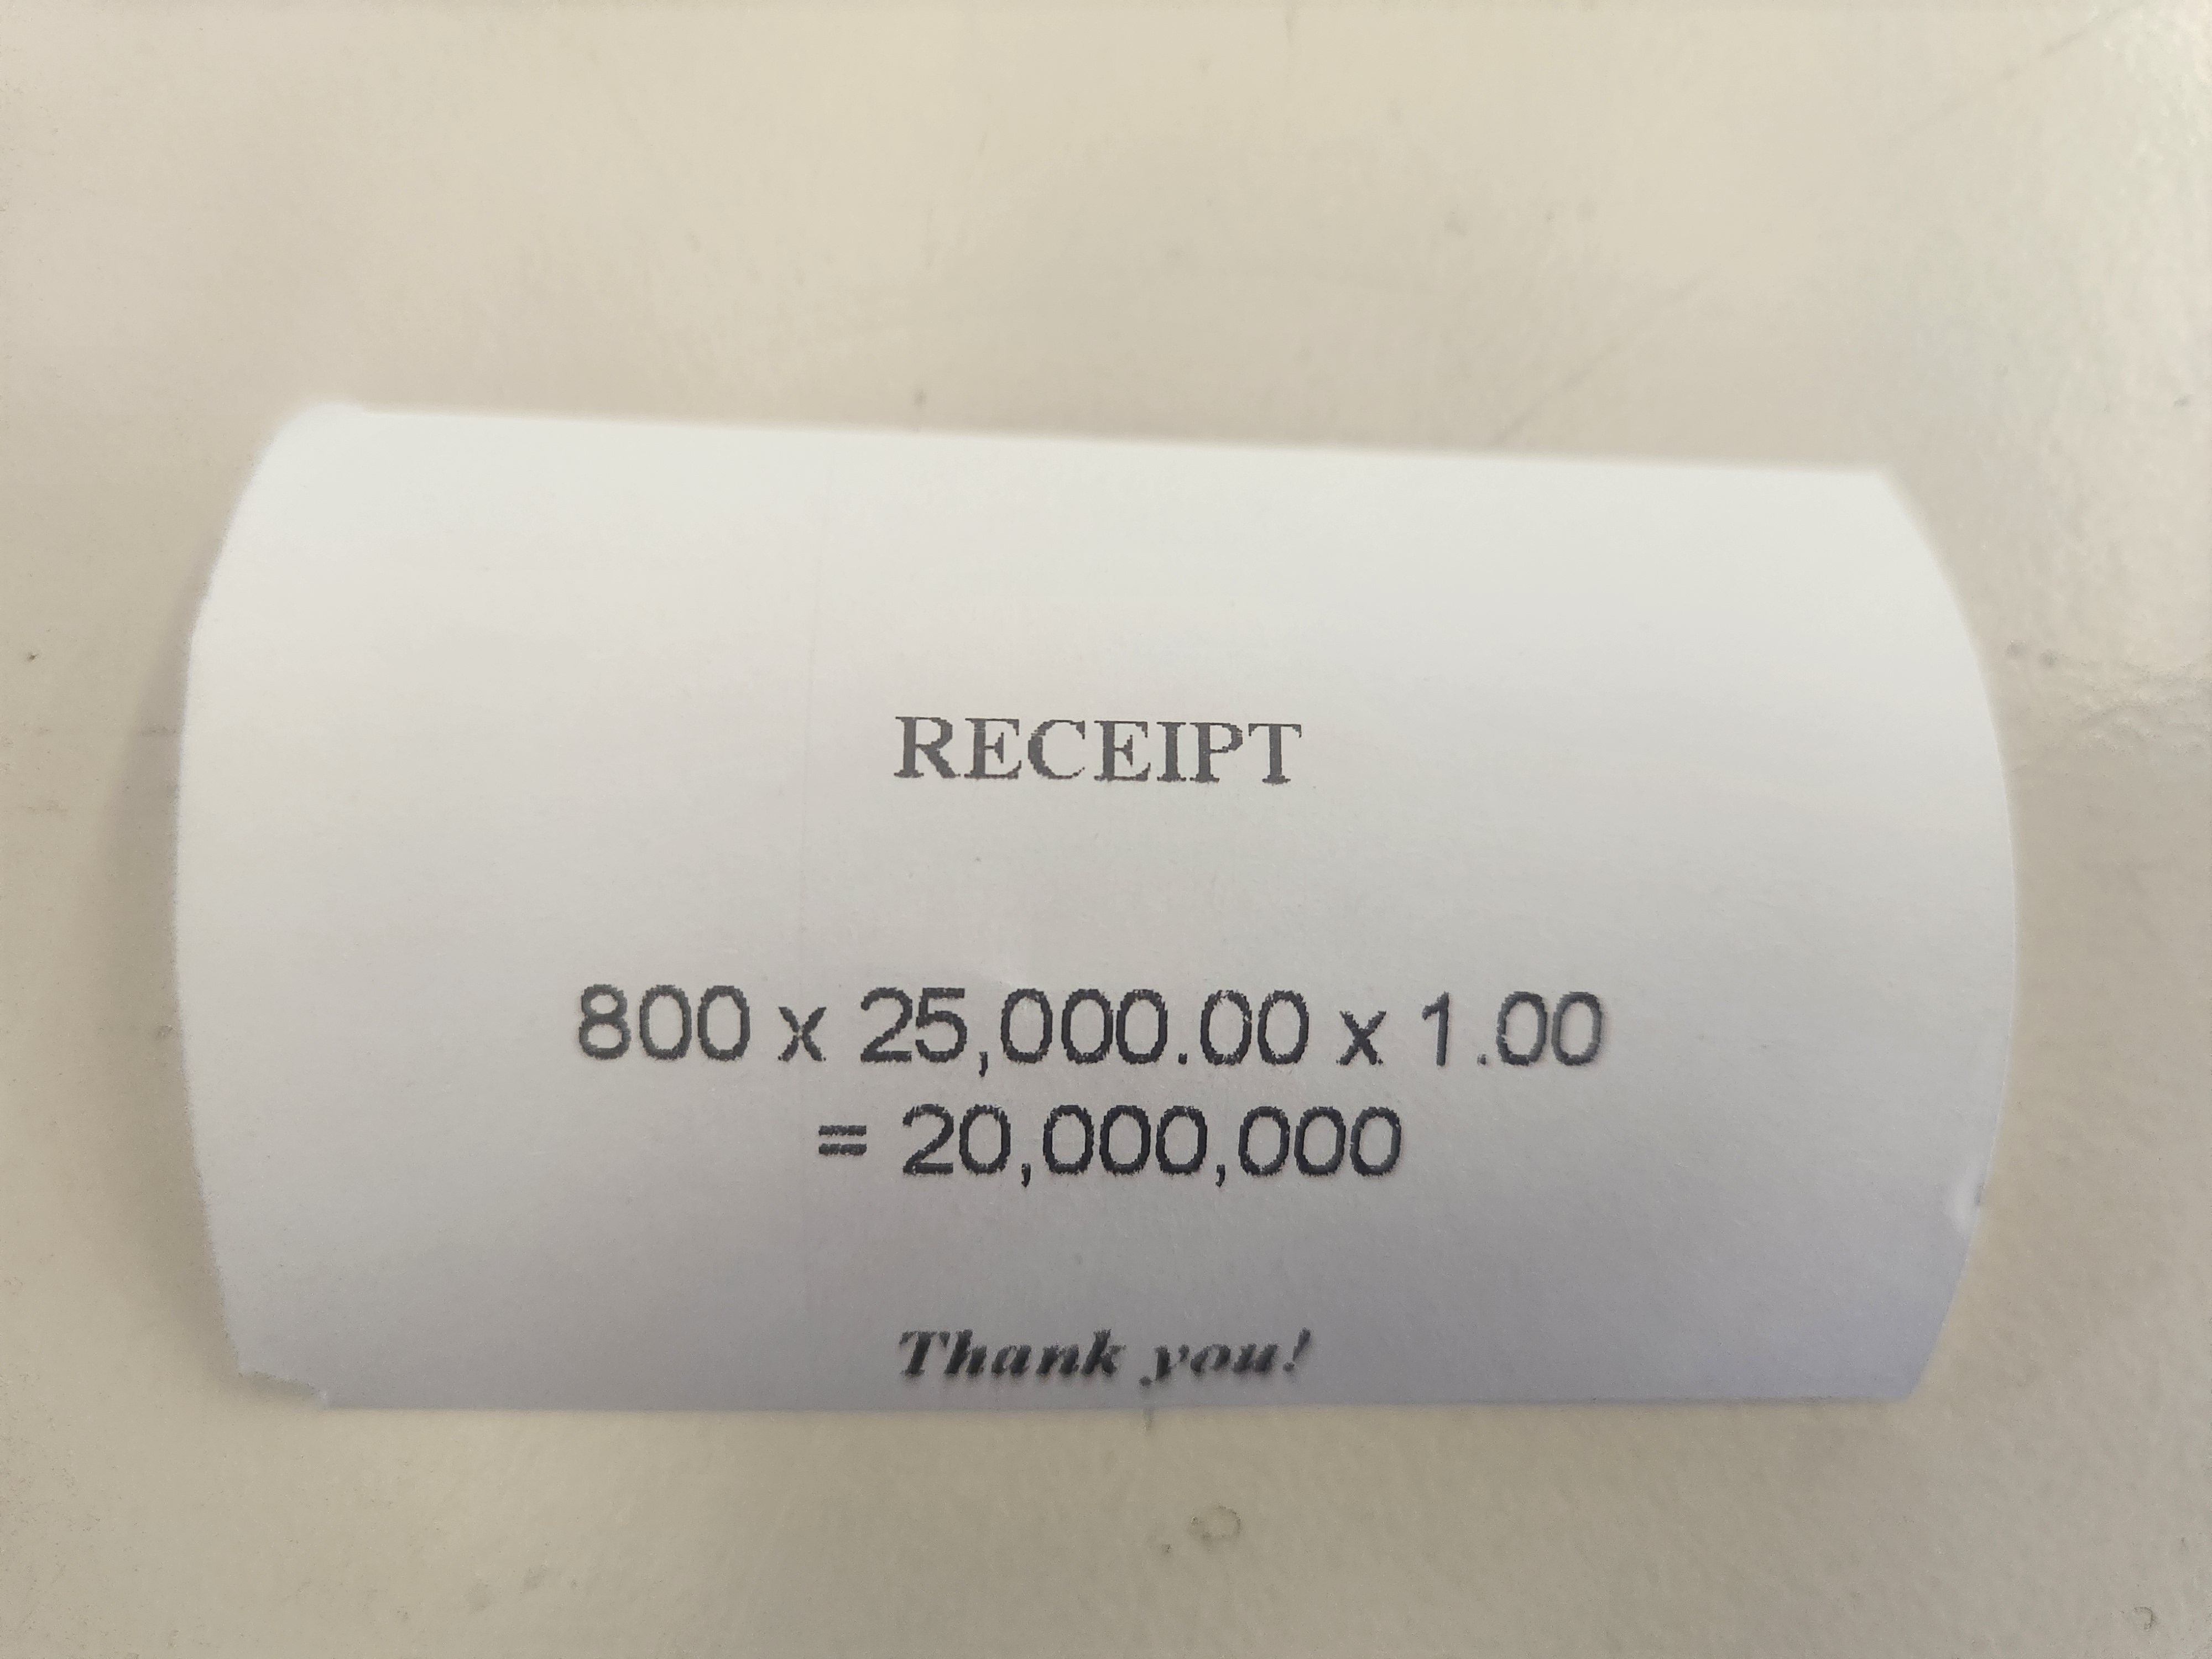 RECEIPT
800 x 25,000.00 x 1.00
= 20,000,000
Thank you!